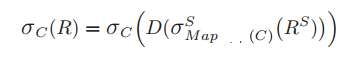 σ_C(R) = σ_C(D(σ^S_{Map . . (C)}(R^S)))